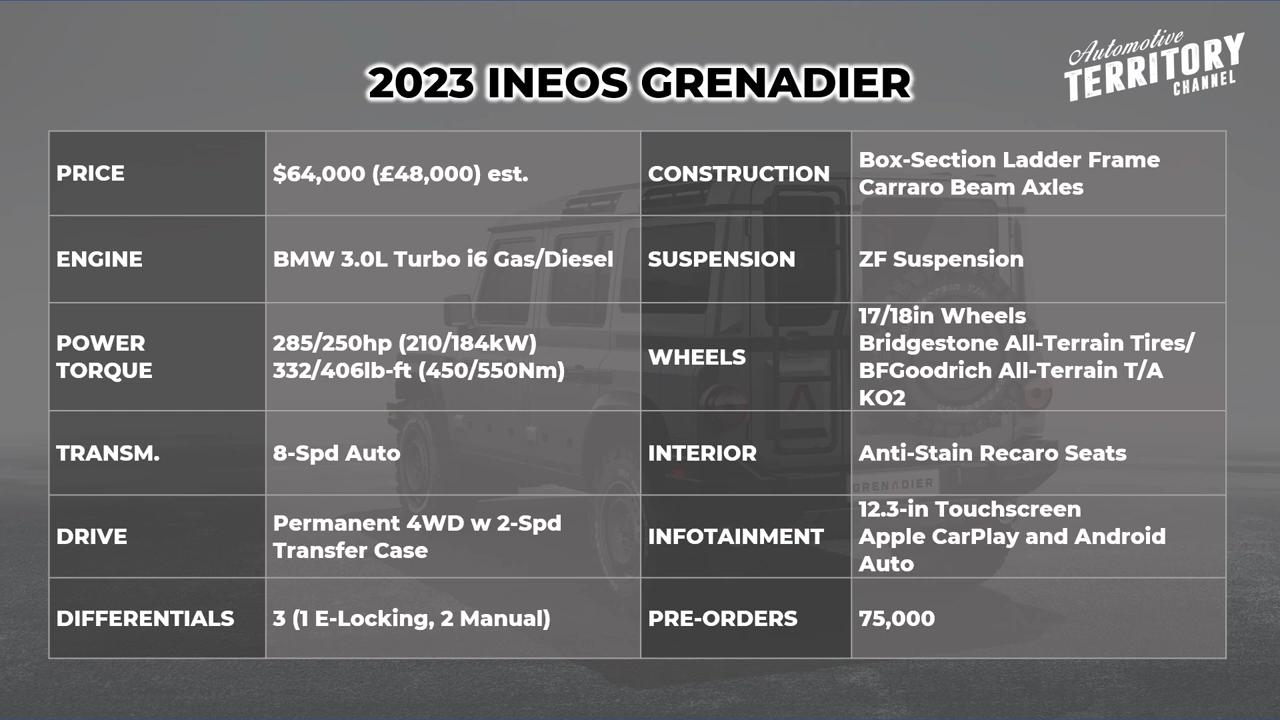 Automotive
TERRITORY
CHANNEL
2023 INEOS GRENADIER
PRICE
$64,000 (£48,000) est.
CONSTRUCTION
Box-Section Ladder Frame
Carraro Beam Axles
ENGINE
BMW 3.0L Turbo i6 Gas/Diesel
SUSPENSION
ZF Suspension
POWER
TORQUE
285/250hp (210/184kW)
332/406lb-ft (450/550Nm)
WHEELS
17/18in Wheels
Bridgestone All-Terrain Tires/
BFGoodrich All-Terrain T/A
KO2
TRANSM.
8-Spd Auto
INTERIOR
Anti-Stain Recaro Seats
GRENADIER
DRIVE
Permanent 4WD w 2-Spd
Transfer Case
INFOTAINMENT
12.3-in Touchscreen
Apple CarPlay and Android
Auto
DIFFERENTIALS
3 (1 E-Locking, 2 Manual)
PRE-ORDERS
75,000